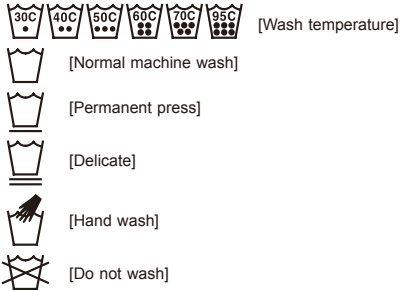 30C 40C 50C 60C 70C 95C [Wash temperature]
[Normal machine wash]
[Permanent press]
[Delicate]
[Hand wash]
[Do not wash]